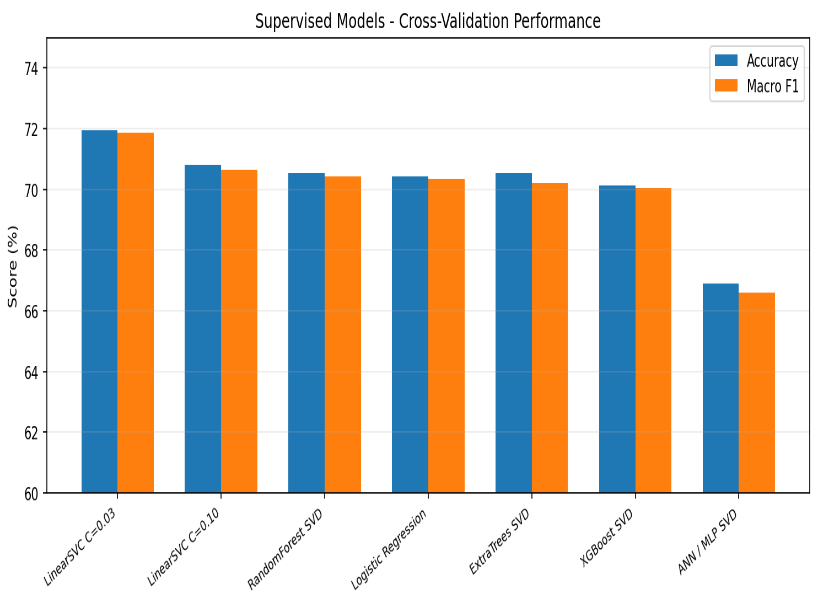 Supervised Models - Cross-Validation Performance
Accuracy
Macro F1
Score (%)
74
72
70
68
66
64
62
60
LinearSVC C=0.03
LinearSVC C=0.10
RandomForest SVD
Logistic Regression
ExtraTrees SVD
XGBoost SVD
ANN / MLP SVD